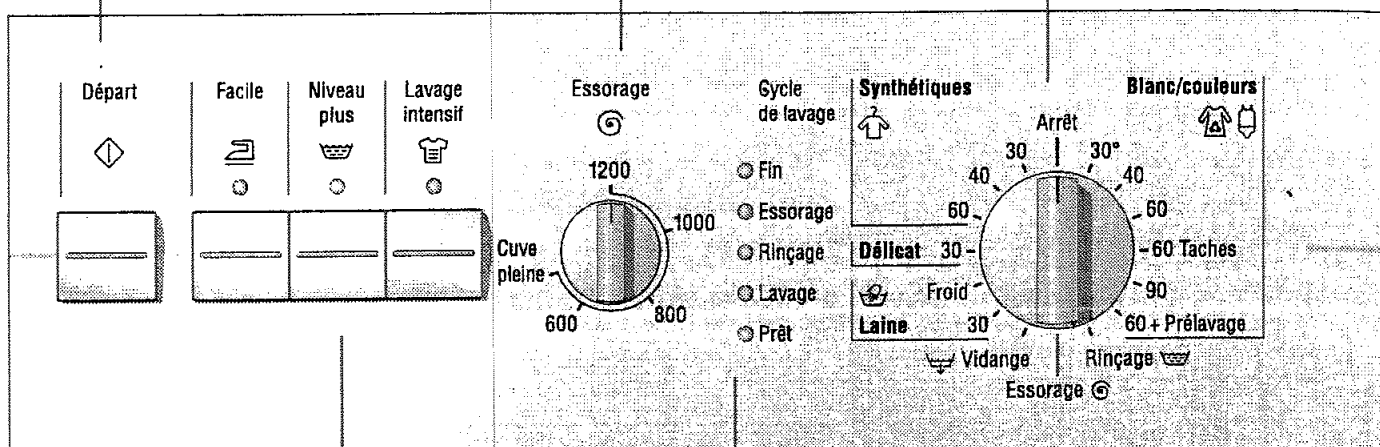 Départ
Facile
Niveau
plus
Lavage
intensif
Essorage
1200
1000
800
600
Cuve
pleine
Cycle
de lavage
Fin
Essorage
Rinçage
Lavage
Prêt
Synthétiques
30
40
60
Délicat 30
Froid
Laine 30
Vidange
Essorage
Rinçage
Arrêt
Blanc/couleurs
30°
40
60
60 Taches
90
60 + Prélavage